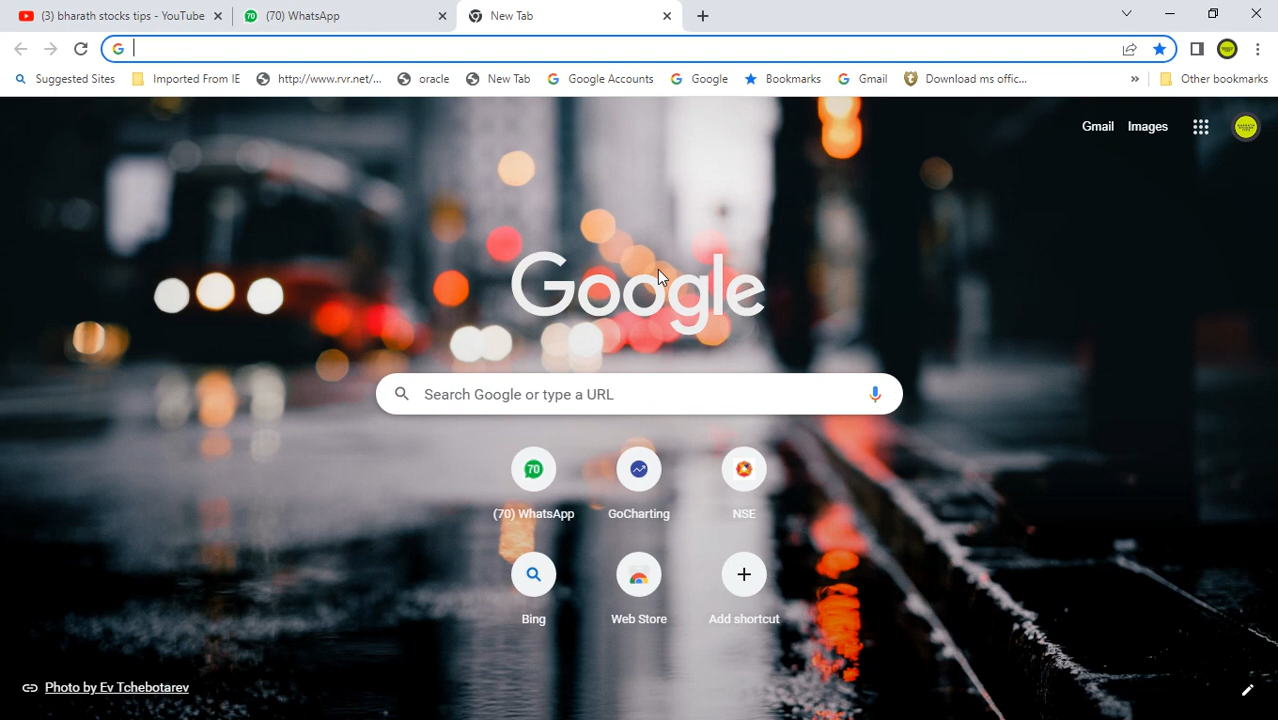 (3) bharath stocks tips - YouTube
(70) WhatsApp
New Tab
Suggested Sites
Imported From IE
http://www.rvr.net/...
oracle
New Tab
Google Accounts
Google
Bookmarks
Gmail
Download ms offic...
»
Other bookmarks
Gmail
Images
Google
Search Google or type a URL
70
(70) WhatsApp
GoCharting
NSE
Bing
Web Store
Add shortcut
Photo by Ev Tchebotarev